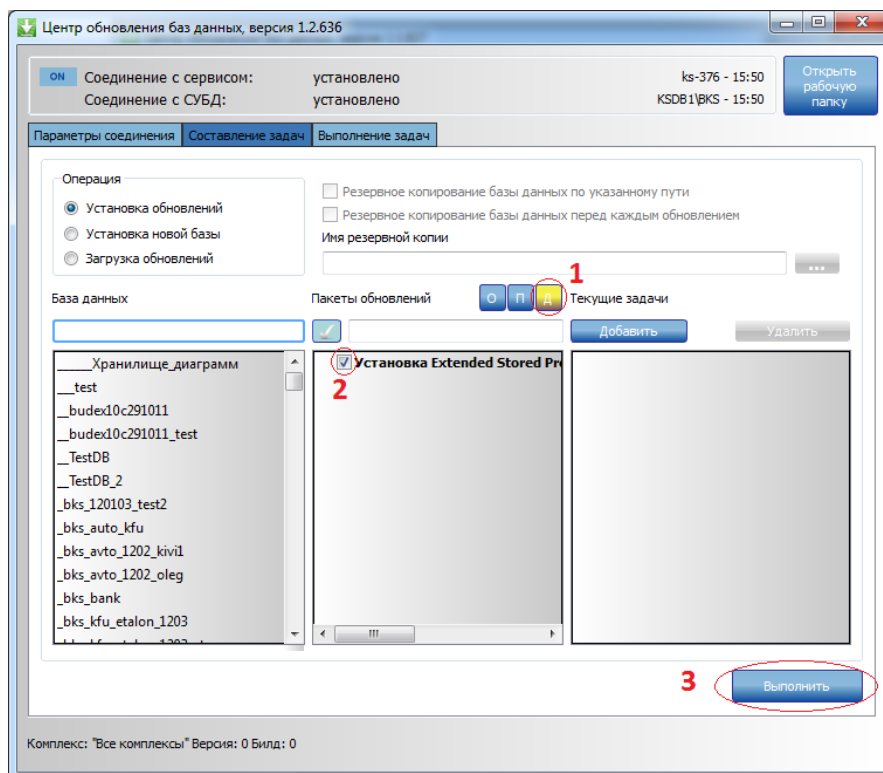 Центр обновления баз данных, версия 1.2.636
ON Соединение с сервисом: установлено ks-376 - 15:50
Соединение с СУБД: установлено KSDB1\BKS - 15:50
Открыть
рабочую
папку
Параметры соединения Составление задач Выполнение задач
Операция
Установка обновлений
Установка новой базы
Загрузка обновлений
Резервное копирование базы данных по указанному пути
Резервное копирование базы данных перед каждым обновлением
Имя резервной копии
...
1
База данных Пакеты обновлений О П Д Текущие задачи
Добавить Удалить
_____Хранилище_диаграмм
___test
__budex10c291011
__budex10c291011_test
__TestDB
__TestDB_2
_bks_120103_test2
_bks_auto_kfu
_bks_avto_1202_kivi1
_bks_avto_1202_oleg
_bks_bank
_bks_kfu_etalon_1203
Установка Extended Stored Pro
2
3
Выполнить
Комплекс: "Все комплексы" Версия: 0 Билд: 0